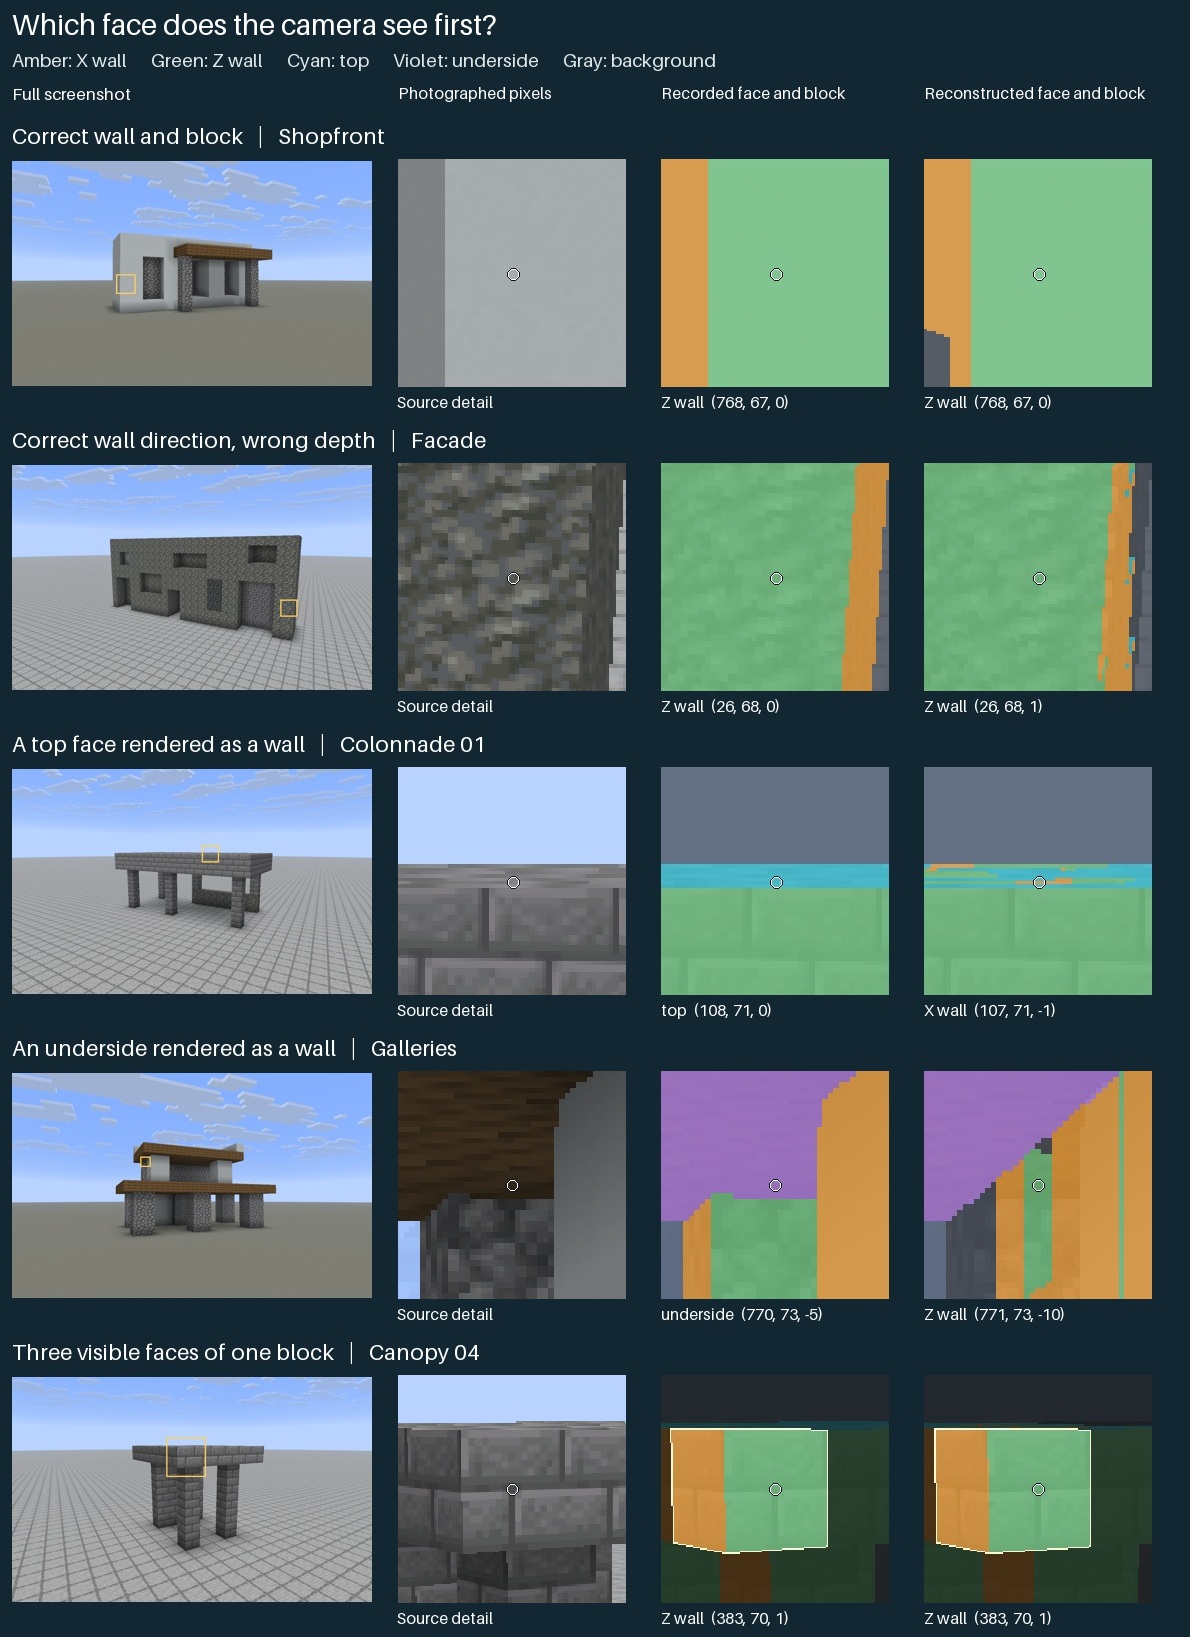 Which face does the camera see first?
Amber: X wall Green: Z wall Cyan: top Violet: underside Gray: background
Full screenshot Photographed pixels Recorded face and block Reconstructed face and block
Correct wall and block | Shopfront
Source detail Z wall (768, 67, 0) Z wall (768, 67, 0)
Correct wall direction, wrong depth | Facade
Source detail Z wall (26, 68, 0) Z wall (26, 68, 1)
A top face rendered as a wall | Colonnade 01
Source detail top (108, 71, 0) X wall (107, 71, -1)
An underside rendered as a wall | Galleries
Source detail underside (770, 73, -5) Z wall (771, 73, -10)
Three visible faces of one block | Canopy 04
Source detail Z wall (383, 70, 1) Z wall (383, 70, 1)